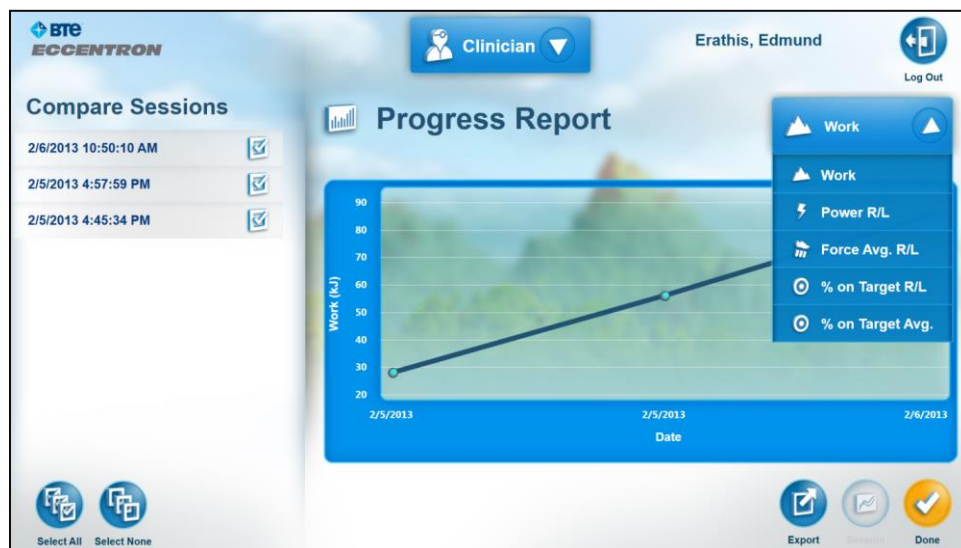 BTE
ECCENTRON
Clinician
Erathis, Edmund
Log Out
Compare Sessions
2/6/2013 10:50:10 AM
2/5/2013 4:57:59 PM
2/5/2013 4:45:34 PM
Progress Report
Work
Work
Power R/L
Force Avg. R/L
% on Target R/L
% on Target Avg.
90
80
70
60
50
40
30
20
Work (kJ)
2/5/2013 2/5/2013 2/6/2013
Date
Select All Select None
Export Session Done